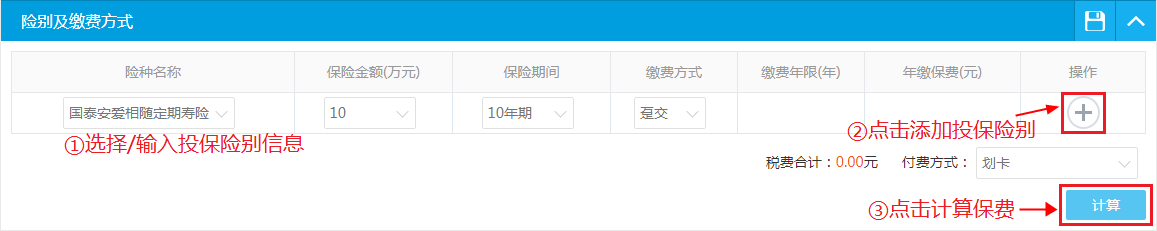 险别及缴费方式
险种名称 保险金额(万元) 保险期间 缴费方式 缴费年限(年) 年缴保费(元) 操作
国泰安爱相随定期寿险 10 10年期 趸交
①选择/输入投保险别信息 ②点击添加投保险别
税费合计：0.00元 付费方式： 划卡
③点击计算保费 计算